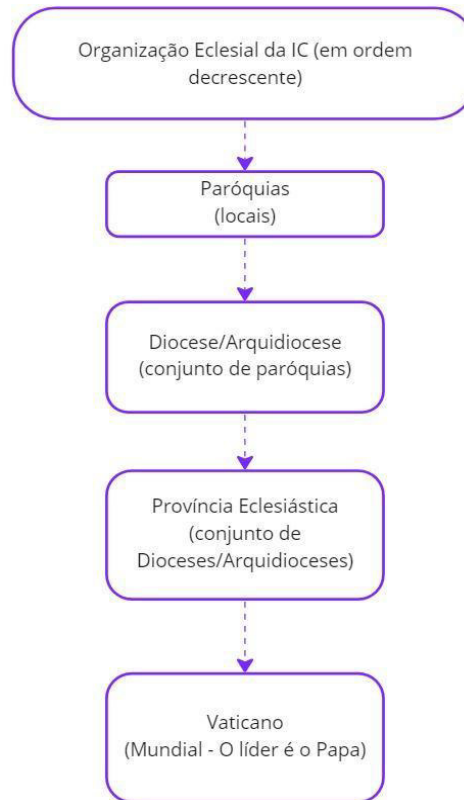 Organização Eclesial da IC (em ordem
decrescente)
Paróquias
(locais)
Diocese/Arquidiocese
(conjunto de paróquias)
Província Eclesiástica
(conjunto de
Dioceses/Arquidioceses)
Vaticano
(Mundial - O líder é o Papa)